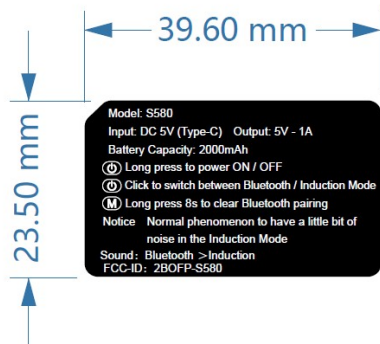 39.60 mm
23.50 mm
Model: S580
Input: DC 5V (Type-C) Output: 5V - 1A
Battery Capacity: 2000mAh
Long press to power ON / OFF
Click to switch between Bluetooth / Induction Mode
M Long press 8s to clear Bluetooth pairing
Notice Normal phenomenon to have a little bit of
noise in the Induction Mode
Sound: Bluetooth >Induction
FCC-ID: 2BOFP-S580